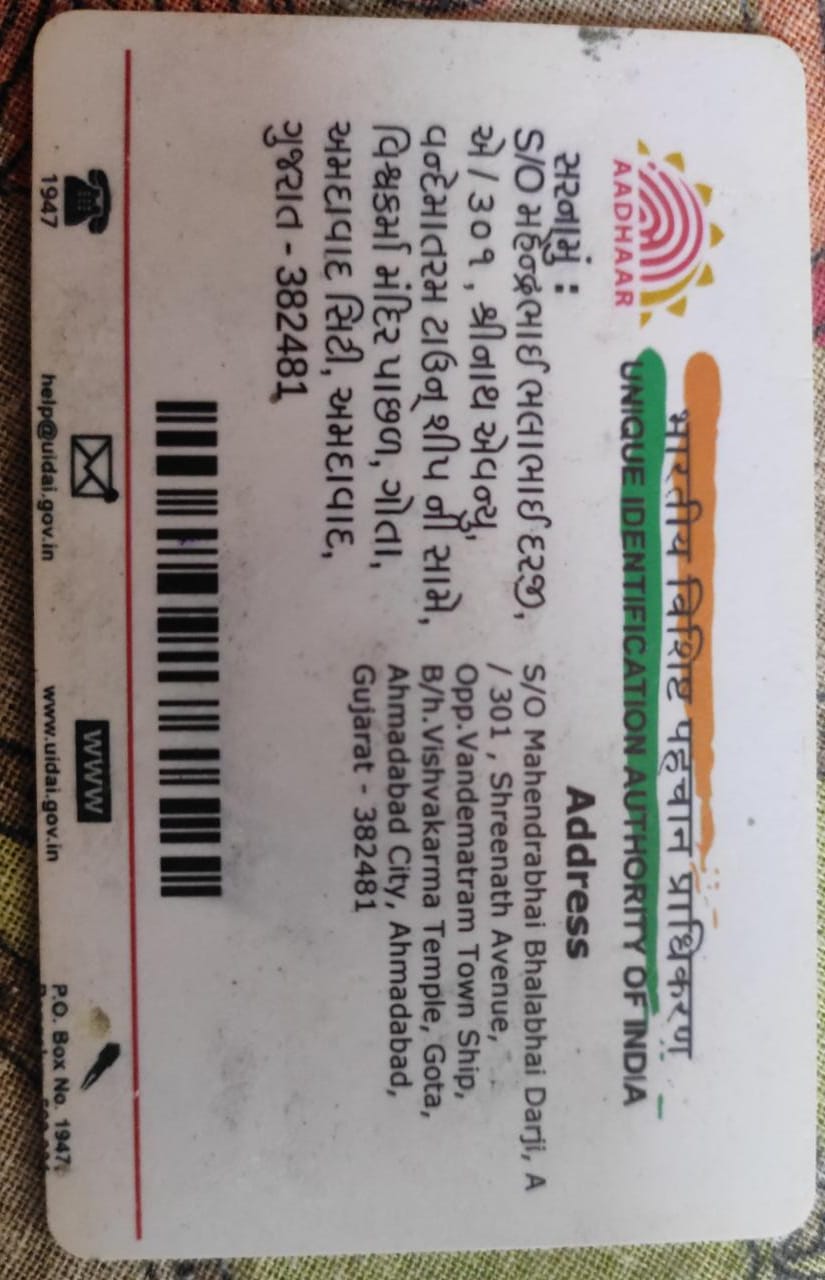 भारतीय विशिष्ट पहचान प्राधिकरण
UNIQUE IDENTIFICATION AUTHORITY OF INDIA
AADHAAR
સરનામું :
S/O મહેન્દ્રભાઈ ભલાભાઈ દરજી,
એ / ૩૦૧ , શ્રીનાથ એવન્યુ,
વન્દેમાતરમ ટાઉન્ શીપ ની સામે,
વિશ્વકર્મા મંદિર પાછળ, ગોતા,
અમદાવાદ સિટી, અમદાવાદ,
ગુજરાત - 382481
Address
S/O Mahendrabhai Bhalabhai Darji, A
/ 301 , Shreenath Avenue,
Opp.Vandematram Town Ship,
B/h.Vishvakarma Temple, Gota,
Ahmadabad City, Ahmadabad,
Gujarat - 382481
1947
help@uidai.gov.in
www
www.uidai.gov.in
P.O. Box No. 1947,